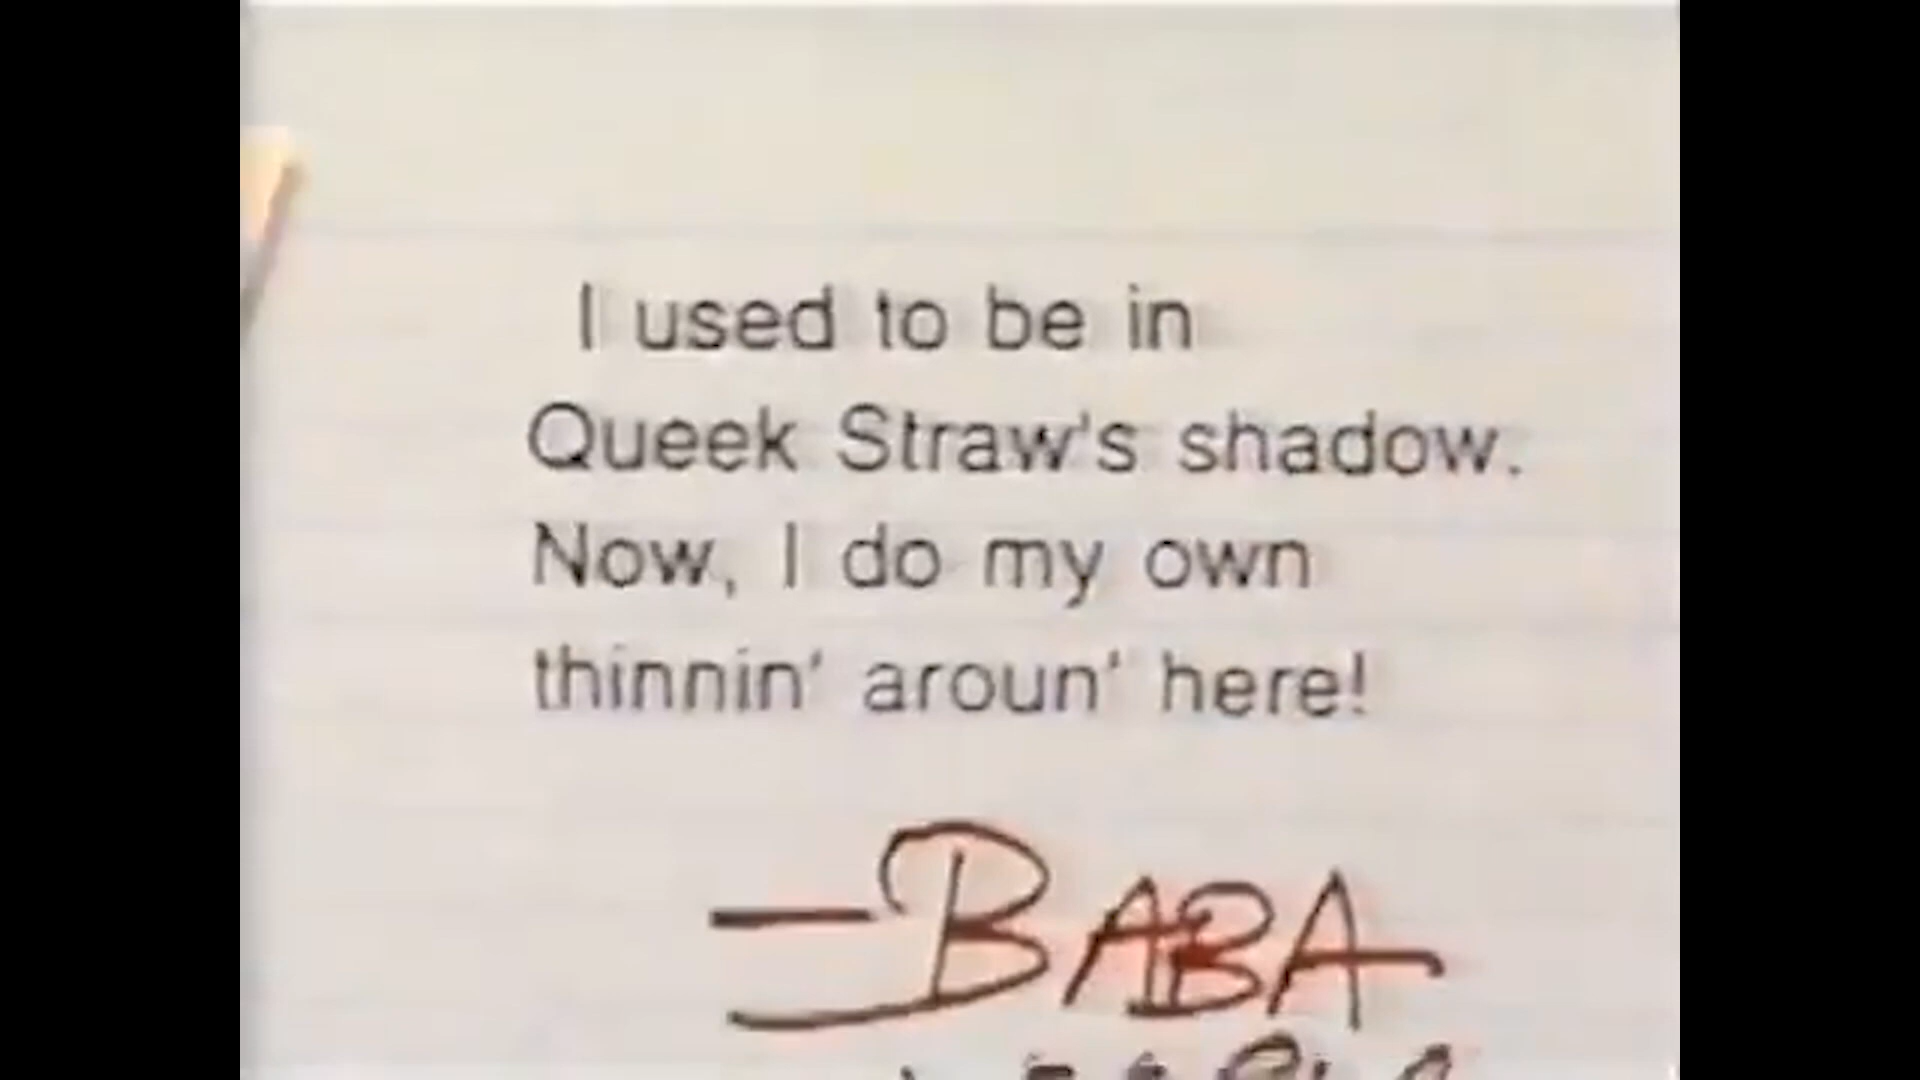 I used to be in
Queek Straw's shadow.
Now, I do my own
thinnin' aroun' here!
—BABA